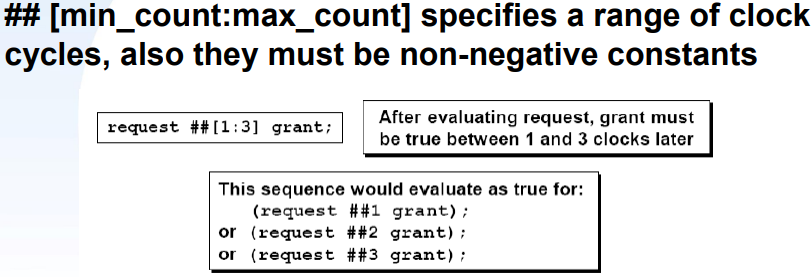 ## [min_count:max_count] specifies a range of clock
cycles, also they must be non-negative constants
request ##[1:3] grant;
After evaluating request, grant must
be true between 1 and 3 clocks later
This sequence would evaluate as true for:
(request ##1 grant);
or (request ##2 grant);
or (request ##3 grant);